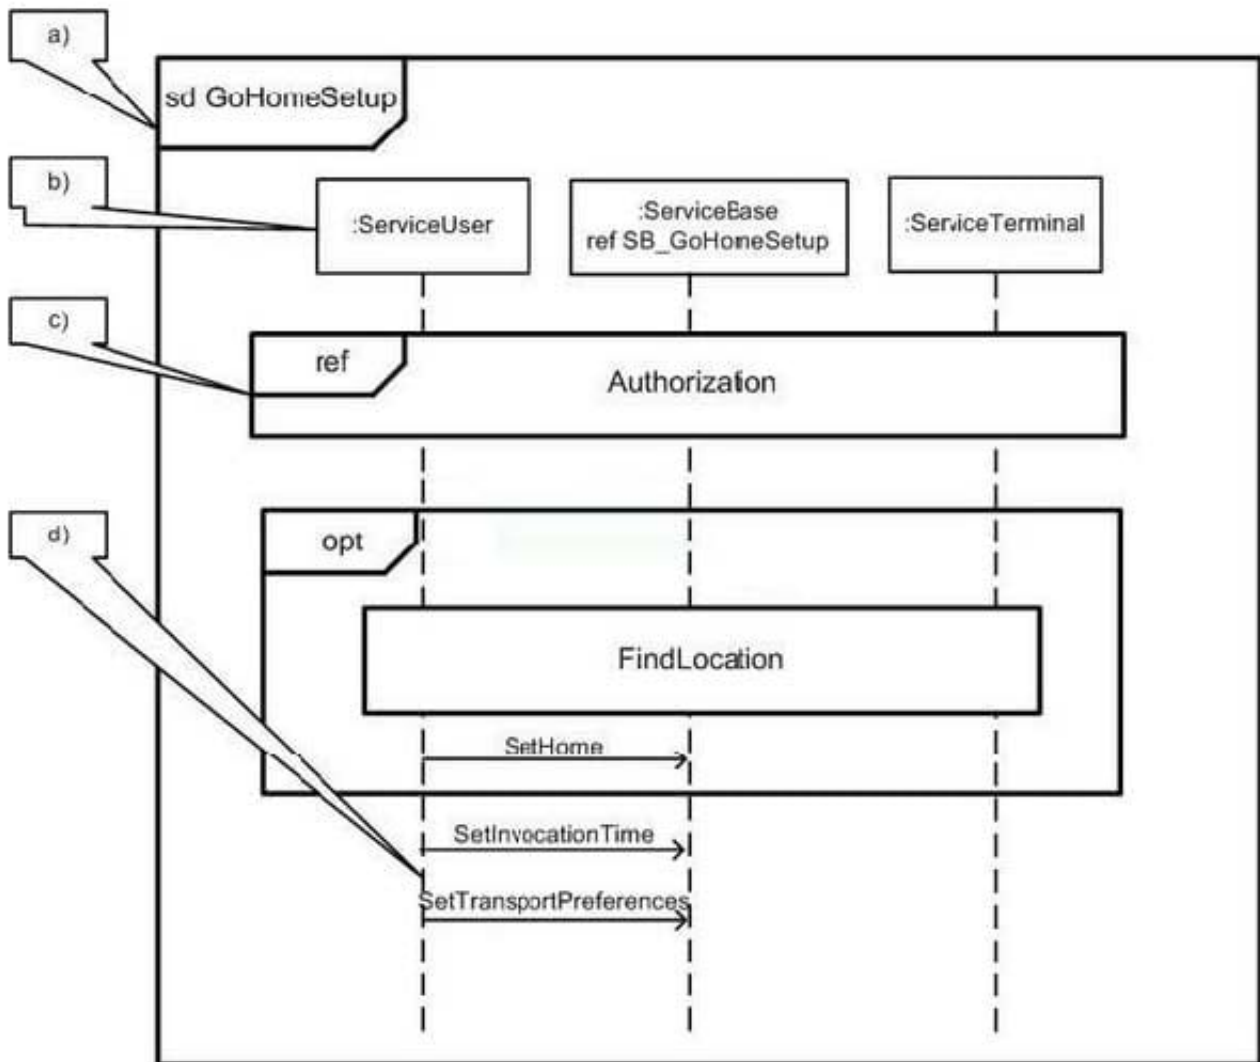 a)
sd GoHomeSetup
b)
:ServiceUser
:ServiceBase
ref SB_GoHomeSetup
:ServiceTerminal
c)
ref
Authorization
d)
opt
FindLocation
SetHome
SetInvocationTime
SetTransportPreferences